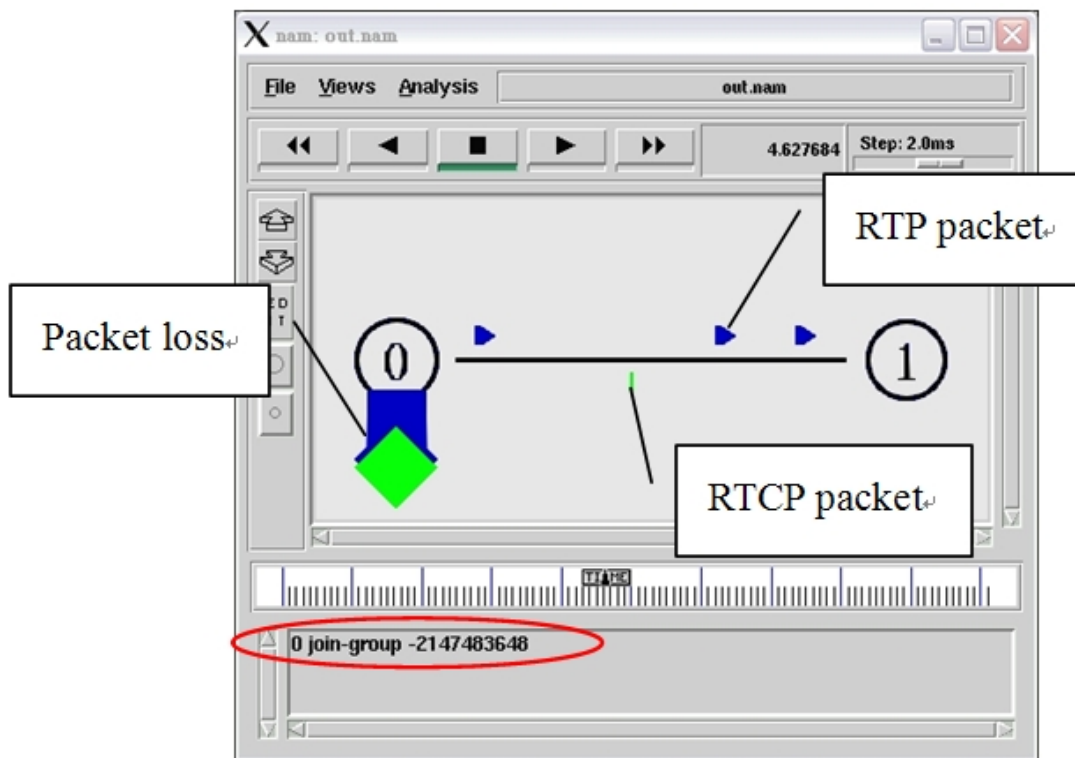 nam: out.nam
File Views Analysis out.nam
4.627684 Step: 2.0ms
RTP packet
Packet loss
0
1
RTCP packet
TIME
0 join-group -2147483648